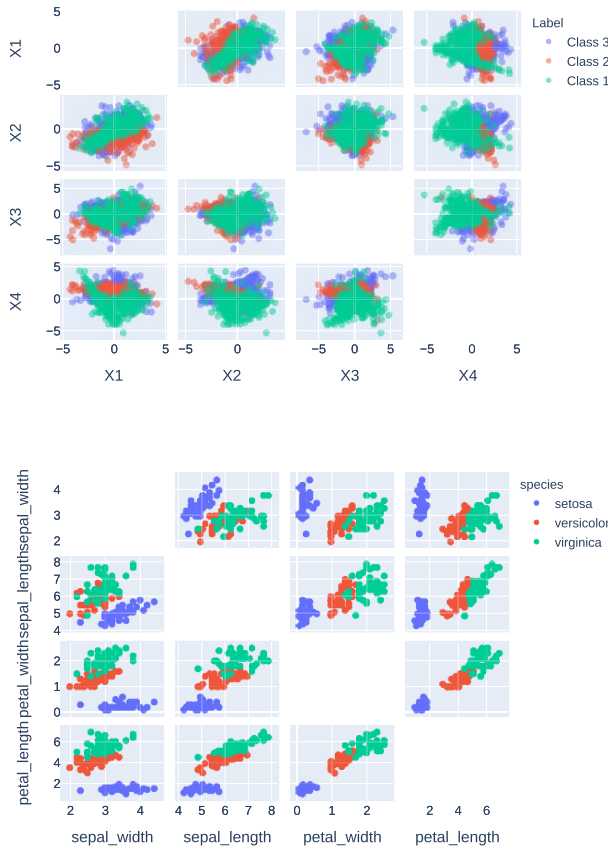 Label
Class 3
Class 2
Class 1
X1
5
0
−5
X2
0
−5
X3
5
0
−5
X4
5
0
−5
−5 0 5 −5 0 −5 0 5 −5 0 5
X1 X2 X3 X4
species
setosa
versicolor
virginica
sepal_width
4
3
2
sepal_length
8
7
6
5
4
petal_width
2
1
0
petal_length
6
4
2
2 3 4 4 5 6 7 8 0 1 2 2 4 6
sepal_width sepal_length petal_width petal_length